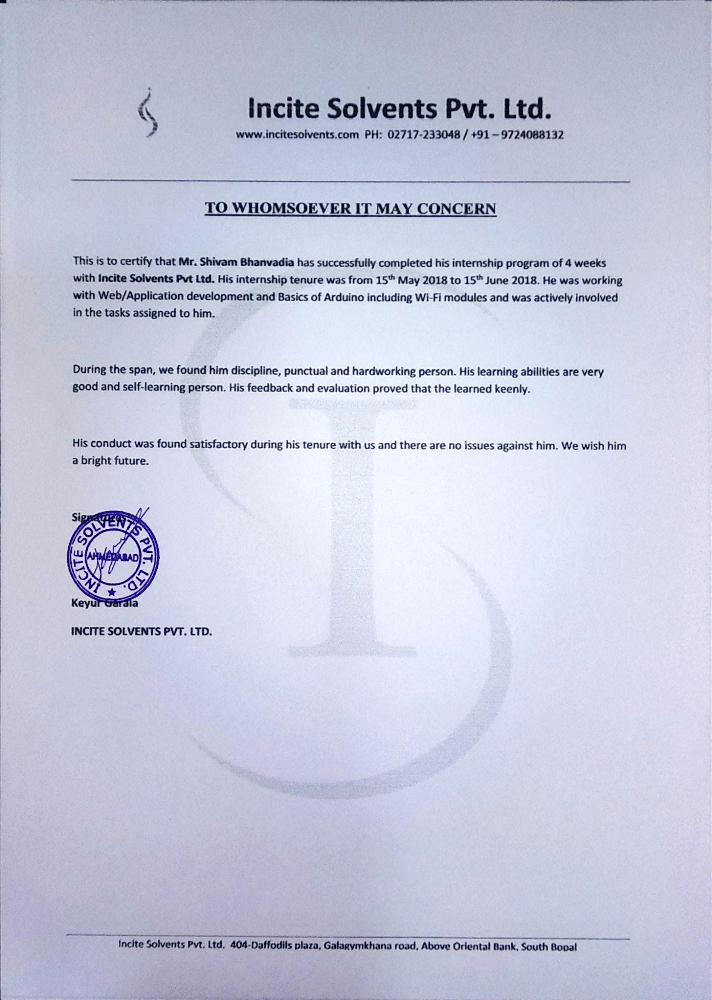 Incite Solvents Pvt. Ltd.
www.incitesolvents.com PH: 02717-233048 / +91 – 9724088132
TO WHOMSOEVER IT MAY CONCERN
This is to certify that Mr. Shivam Bhanvadia has successfully completed his internship program of 4 weeks
with Incite Solvents Pvt Ltd. His internship tenure was from 15th May 2018 to 15th June 2018. He was working
with Web/Application development and Basics of Arduino including Wi-Fi modules and was actively involved
in the tasks assigned to him.
During the span, we found him discipline, punctual and hardworking person. His learning abilities are very
good and self-learning person. His feedback and evaluation proved that the learned keenly.
His conduct was found satisfactory during his tenure with us and there are no issues against him. We wish him
a bright future.
Signatures
INCITE SOLVENTS PVT. LTD.
AHMEDABAD
Keyur Garala
INCITE SOLVENTS PVT. LTD.
Incite Solvents Pvt. Ltd. 404-Daffodils plaza, Galagymkhana road, Above Oriental Bank, South Bopal